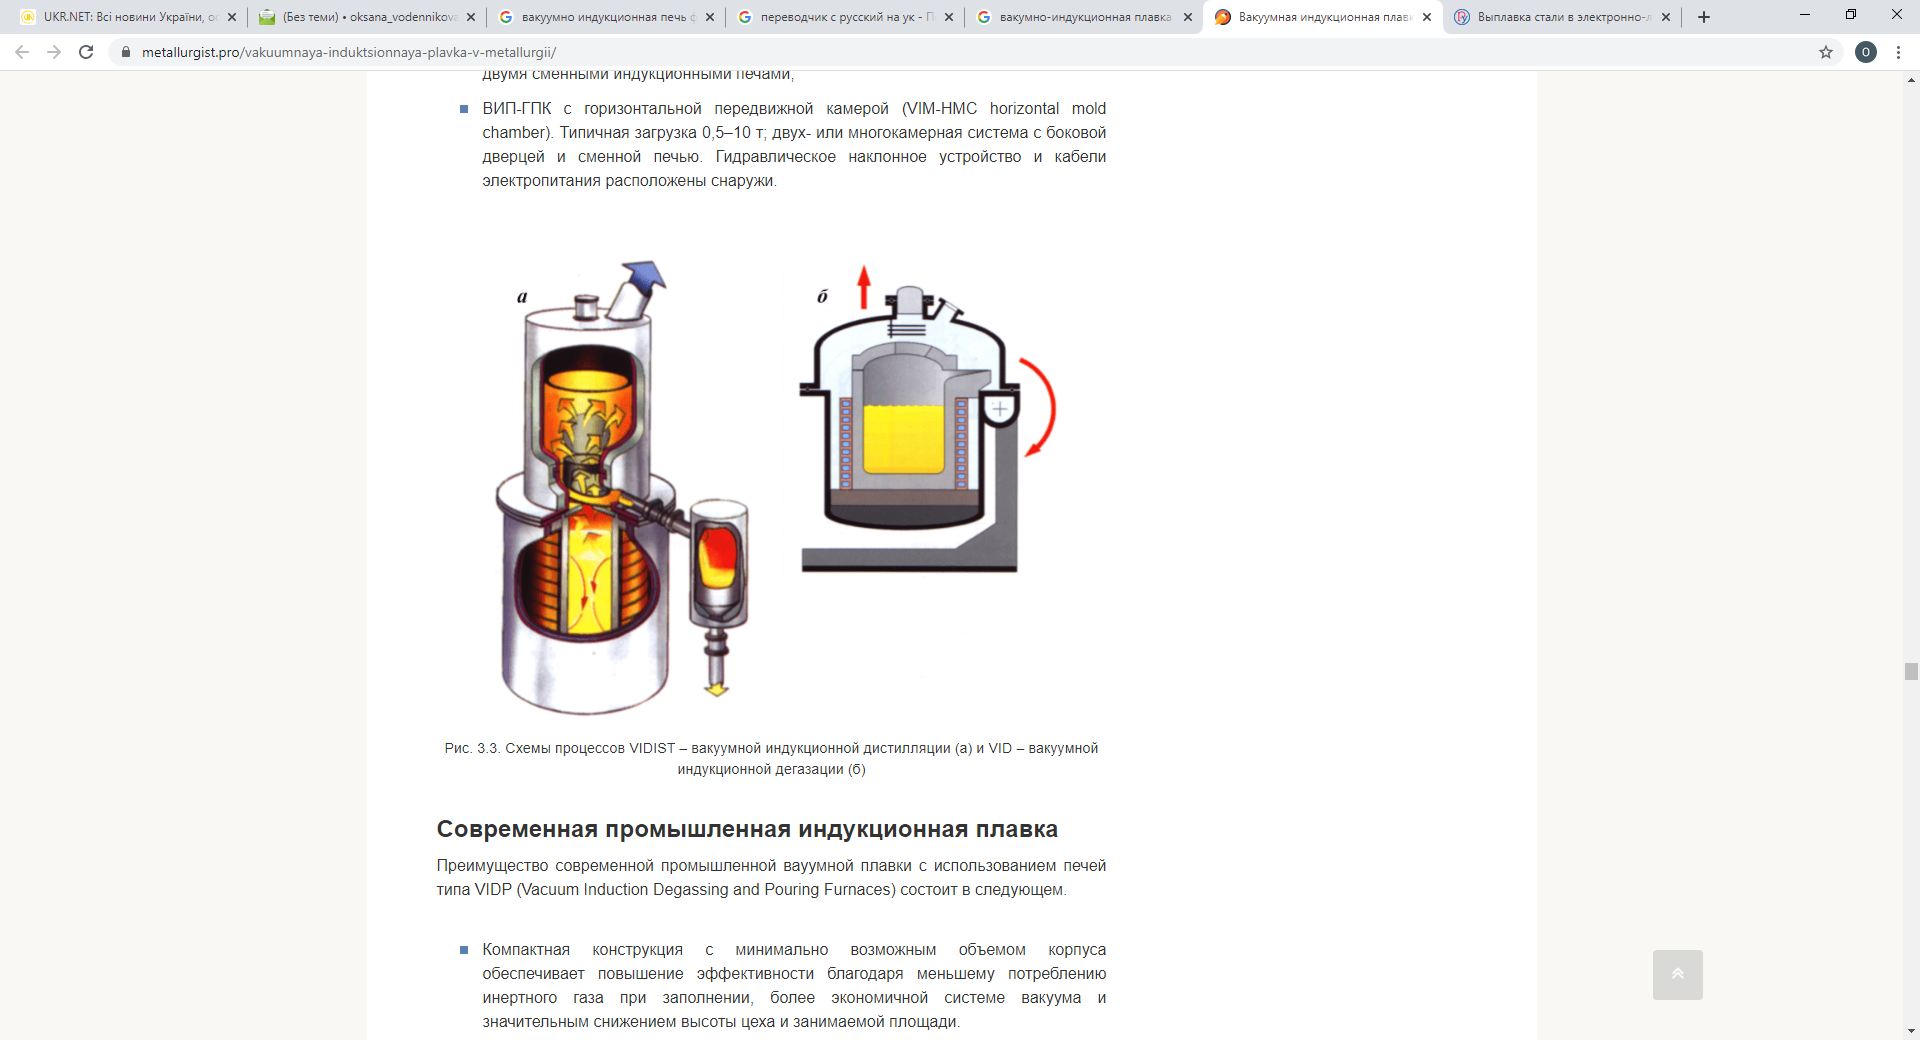 UKR.NET: Всі новини України, ос
(Без теми) • oksana_vodennikova
вакуумно индукционная печь ф
переводчик с русский на ук - П
вакумно-индукционная плавка
Вакуумная индукционная плав
Выплавка стали в электронно-л
metallurgist.pro/vakuumnaya-induktsionnaya-plavka-v-metallurgii/
О
двумя сменными индукционными печами;
ВИП-ГПК с горизонтальной передвижной камерой (VIM-HMC horizontal mold
chamber). Типичная загрузка 0,5–10 т; двух- или многокамерная система с боковой
дверцей и сменной печью. Гидравлическое наклонное устройство и кабели
электропитания расположены снаружи.
а
б
Рис. 3.3. Схемы процессов VIDIST – вакуумной индукционной дистилляции (а) и VID – вакуумной
индукционной дегазации (б)
Современная промышленная индукционная плавка
Преимущество современной промышленной вауумной плавки с использованием печей
типа VIDP (Vacuum Induction Degassing and Pouring Furnaces) состоит в следующем.
Компактная конструкция с минимально возможным объемом корпуса
обеспечивает повышение эффективности благодаря меньшему потреблению
инертного газа при заполнении, более экономичной системе вакуума и
значительным снижением высоты цеха и занимаемой площади.